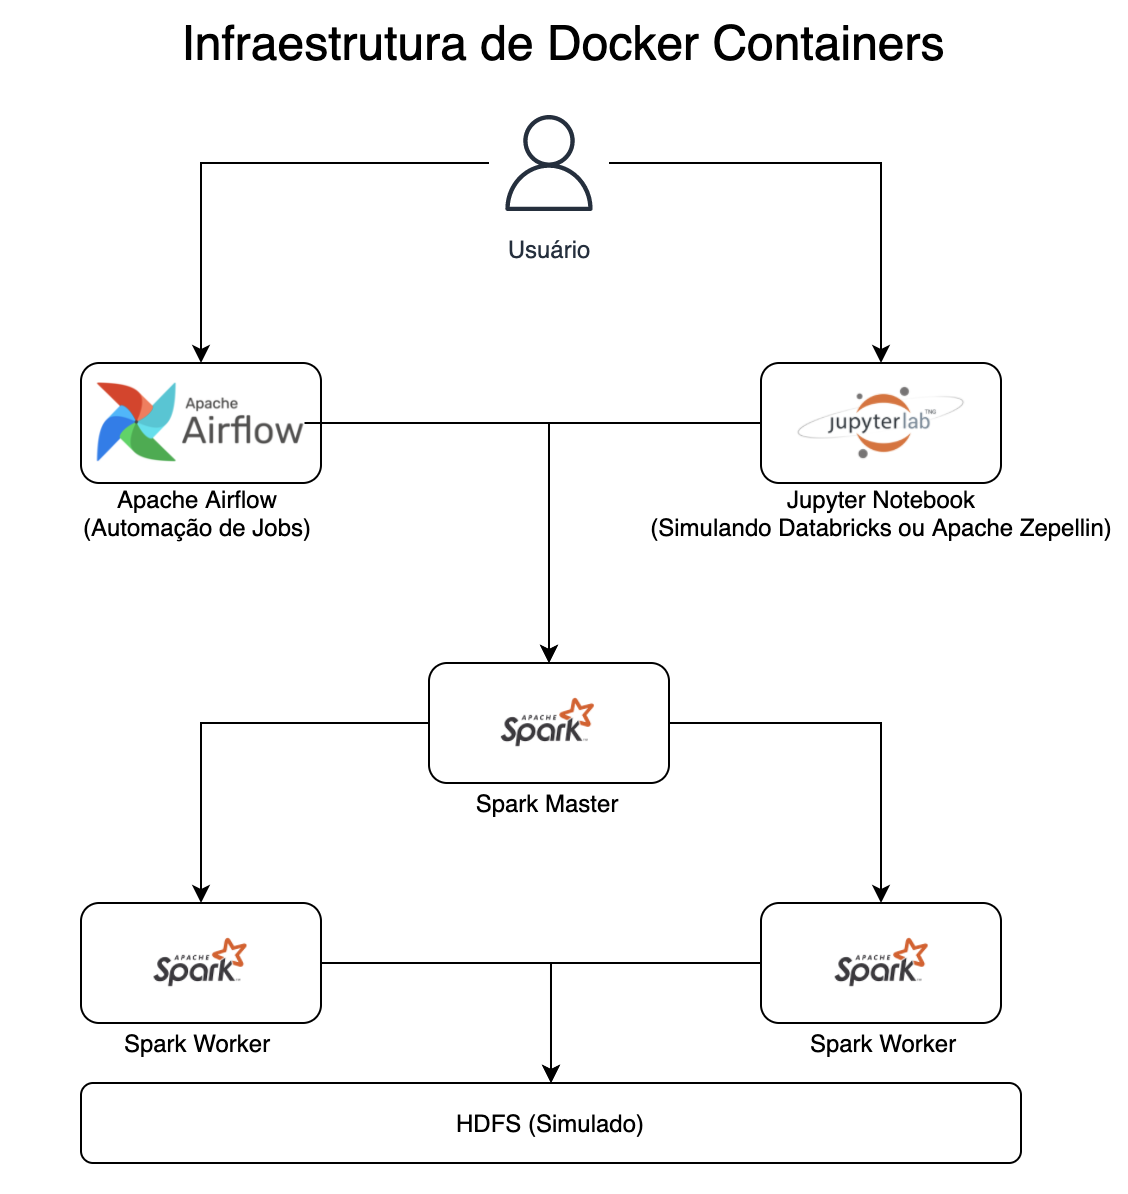 Infraestrutura de Docker Containers
Usuário
Apache
Airflow
Apache Airflow
(Automação de Jobs)
jupyterlab TNG
Jupyter Notebook
(Simulando Databricks ou Apache Zepellin)
APACHE
Spark
Spark Master
APACHE
Spark
Spark Worker
APACHE
Spark
Spark Worker
HDFS (Simulado)